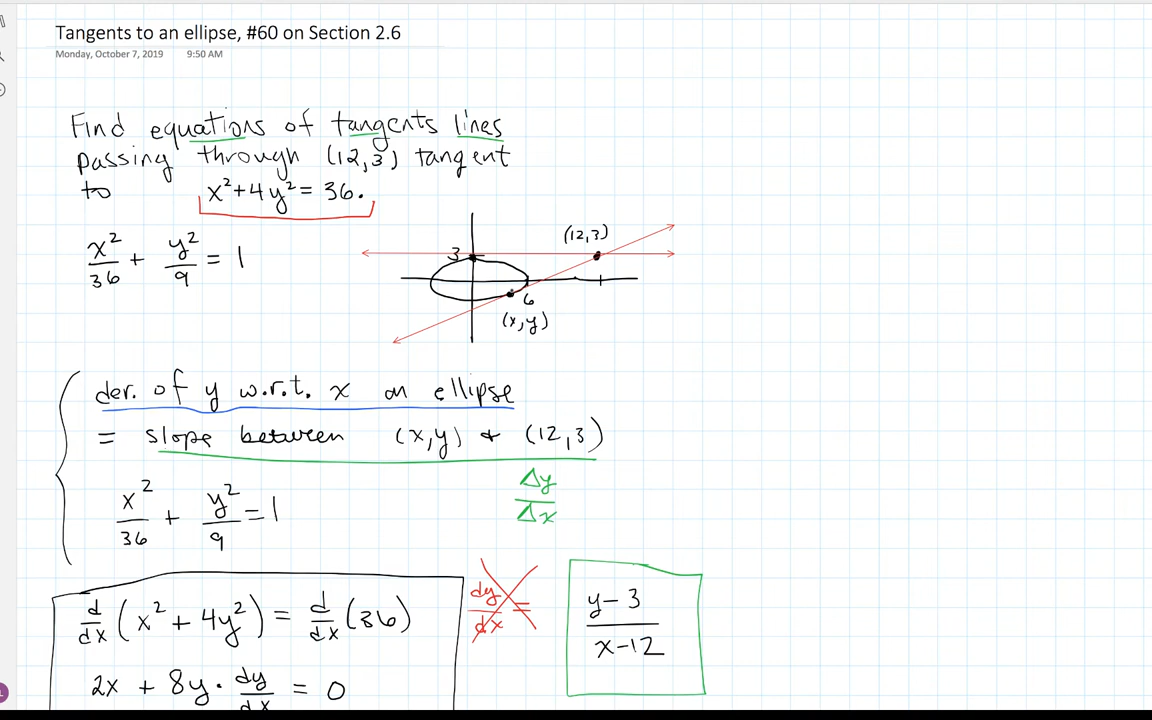 Tangents to an ellipse, #60 on Section 2.6
Monday, October 7, 2019 9:50 AM
Find equations of tangents lines
passing through (12,3) tangent
to x²+4y²= 36.
x²/36 + y²/9 = 1
3
(12,3)
6
(x,y)
der. of y w.r.t. x on ellipse
= slope between (x,y) + (12,3)
x²/36 + y²/9 = 1
Δy/Δx
d/dx (x² + 4y²) = d/dx (36)
dy/dx =
y-3/x-12
2x + 8y · dy/dx = 0